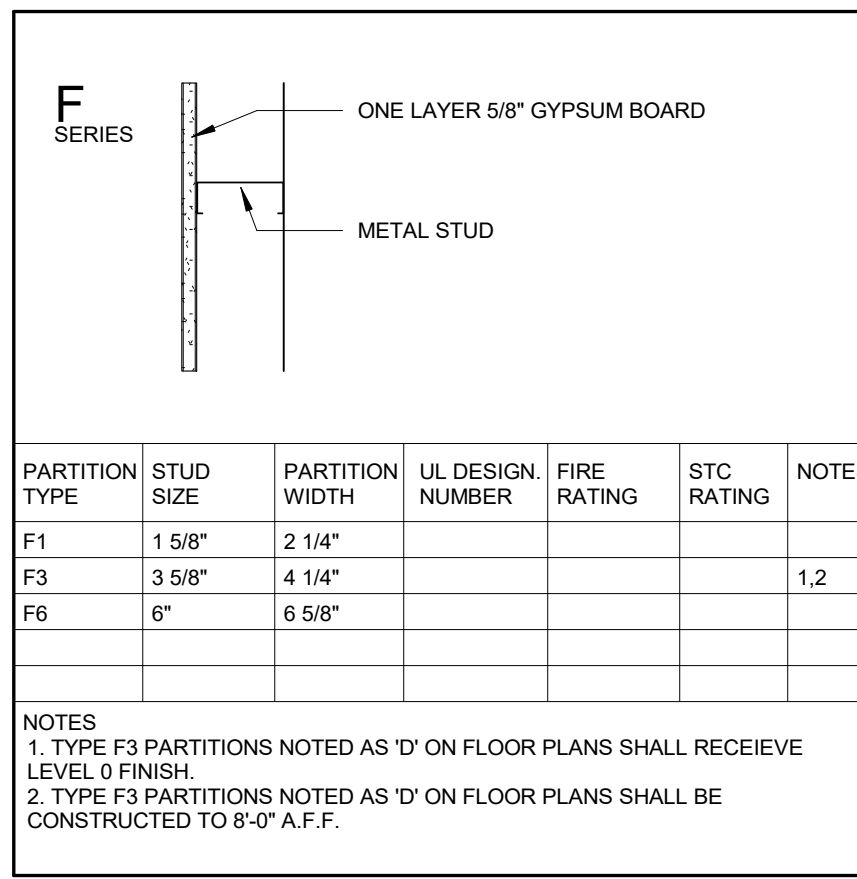 F
SERIES
ONE LAYER 5/8" GYPSUM BOARD
METAL STUD
PARTITION TYPE STUD SIZE PARTITION WIDTH UL DESIGN. NUMBER FIRE RATING STC RATING NOTES
F1 1 5/8" 2 1/4"
F3 3 5/8" 4 1/4" 1,2
F6 6" 6 5/8"
NOTES
1. TYPE F3 PARTITIONS NOTED AS 'D' ON FLOOR PLANS SHALL RECEIEVE
LEVEL 0 FINISH.
2. TYPE F3 PARTITIONS NOTED AS 'D' ON FLOOR PLANS SHALL BE
CONSTRUCTED TO 8'-0" A.F.F.